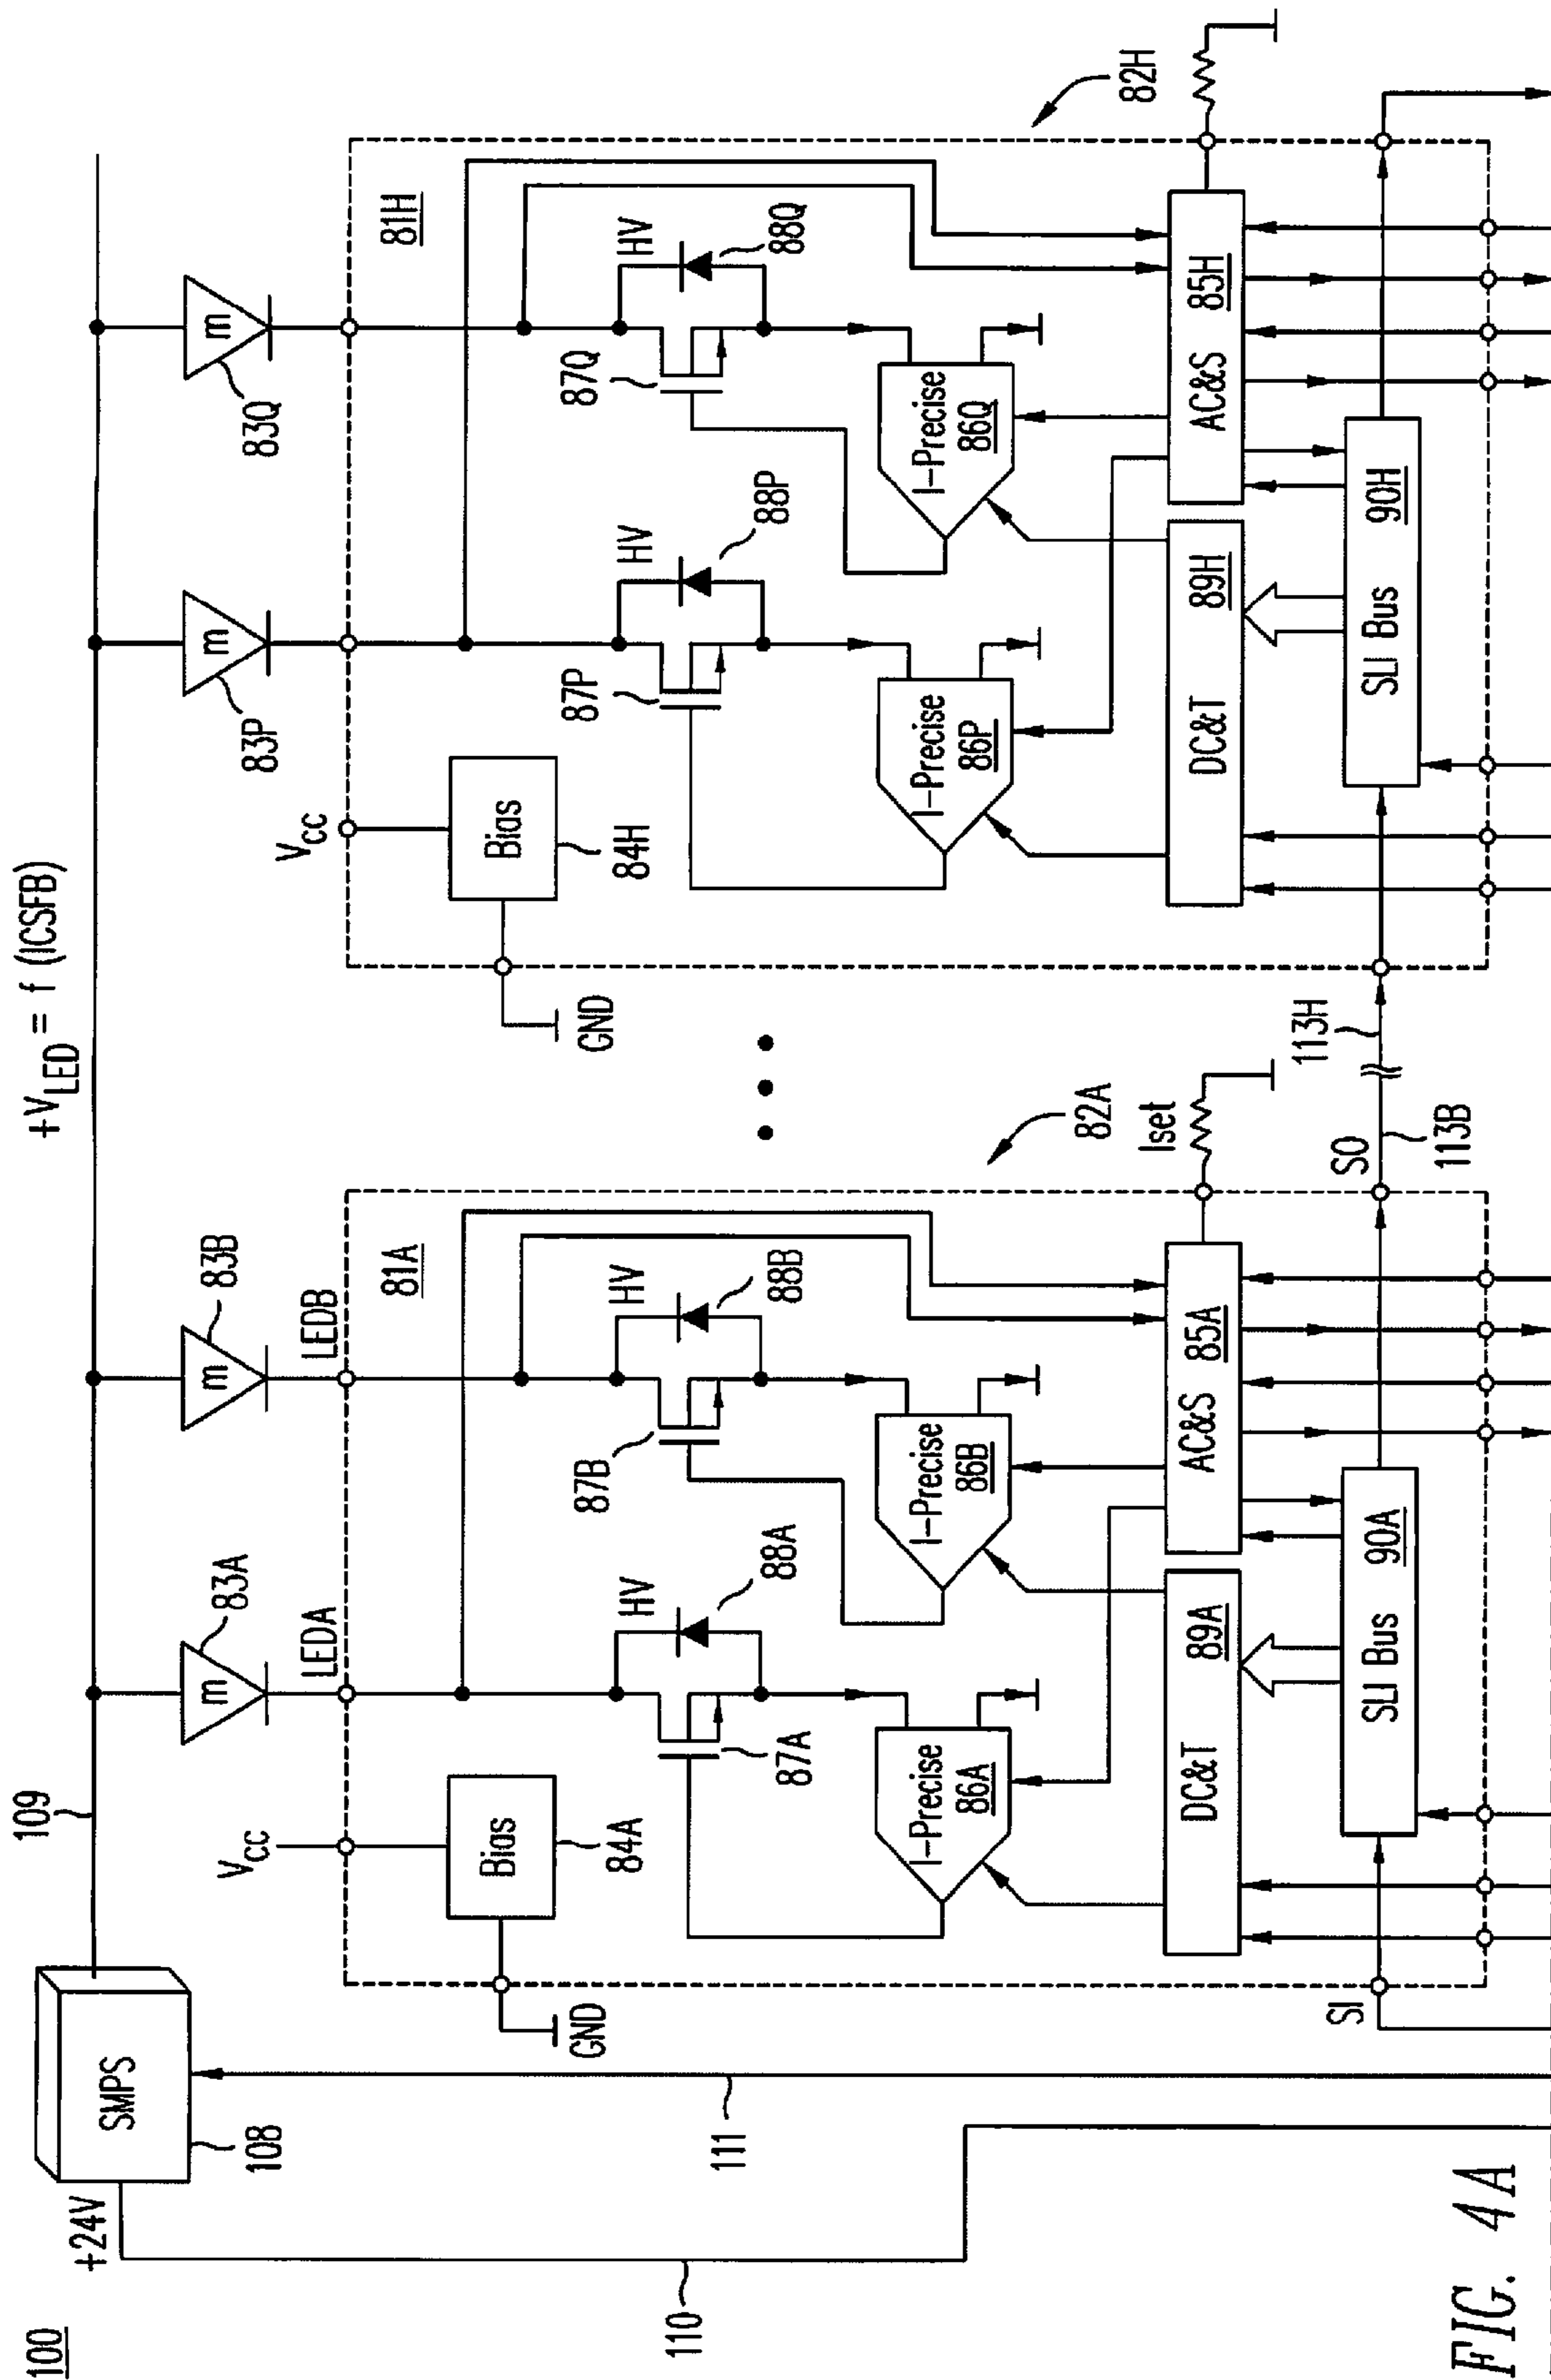 100
+24V
SMPS
108
109
+VLED = f (ICSFB)
110
111
83A
83B
83P
83Q
m
m
m
m
LEDA
LEDB
VCC
VCC
81A
81H
Bias
84A
GND
Bias
84H
GND
HV
88A
87A
HV
88B
87B
HV
88P
87P
HV
88Q
87Q
I-Precise
86A
I-Precise
86B
I-Precise
86P
I-Precise
86Q
82A
Iset
82H
DC&T
89A
AC&S
85A
DC&T
89H
AC&S
85H
SI
SLI Bus
90A
SO
113B
113H
SLI Bus
90H
FIG. 4A